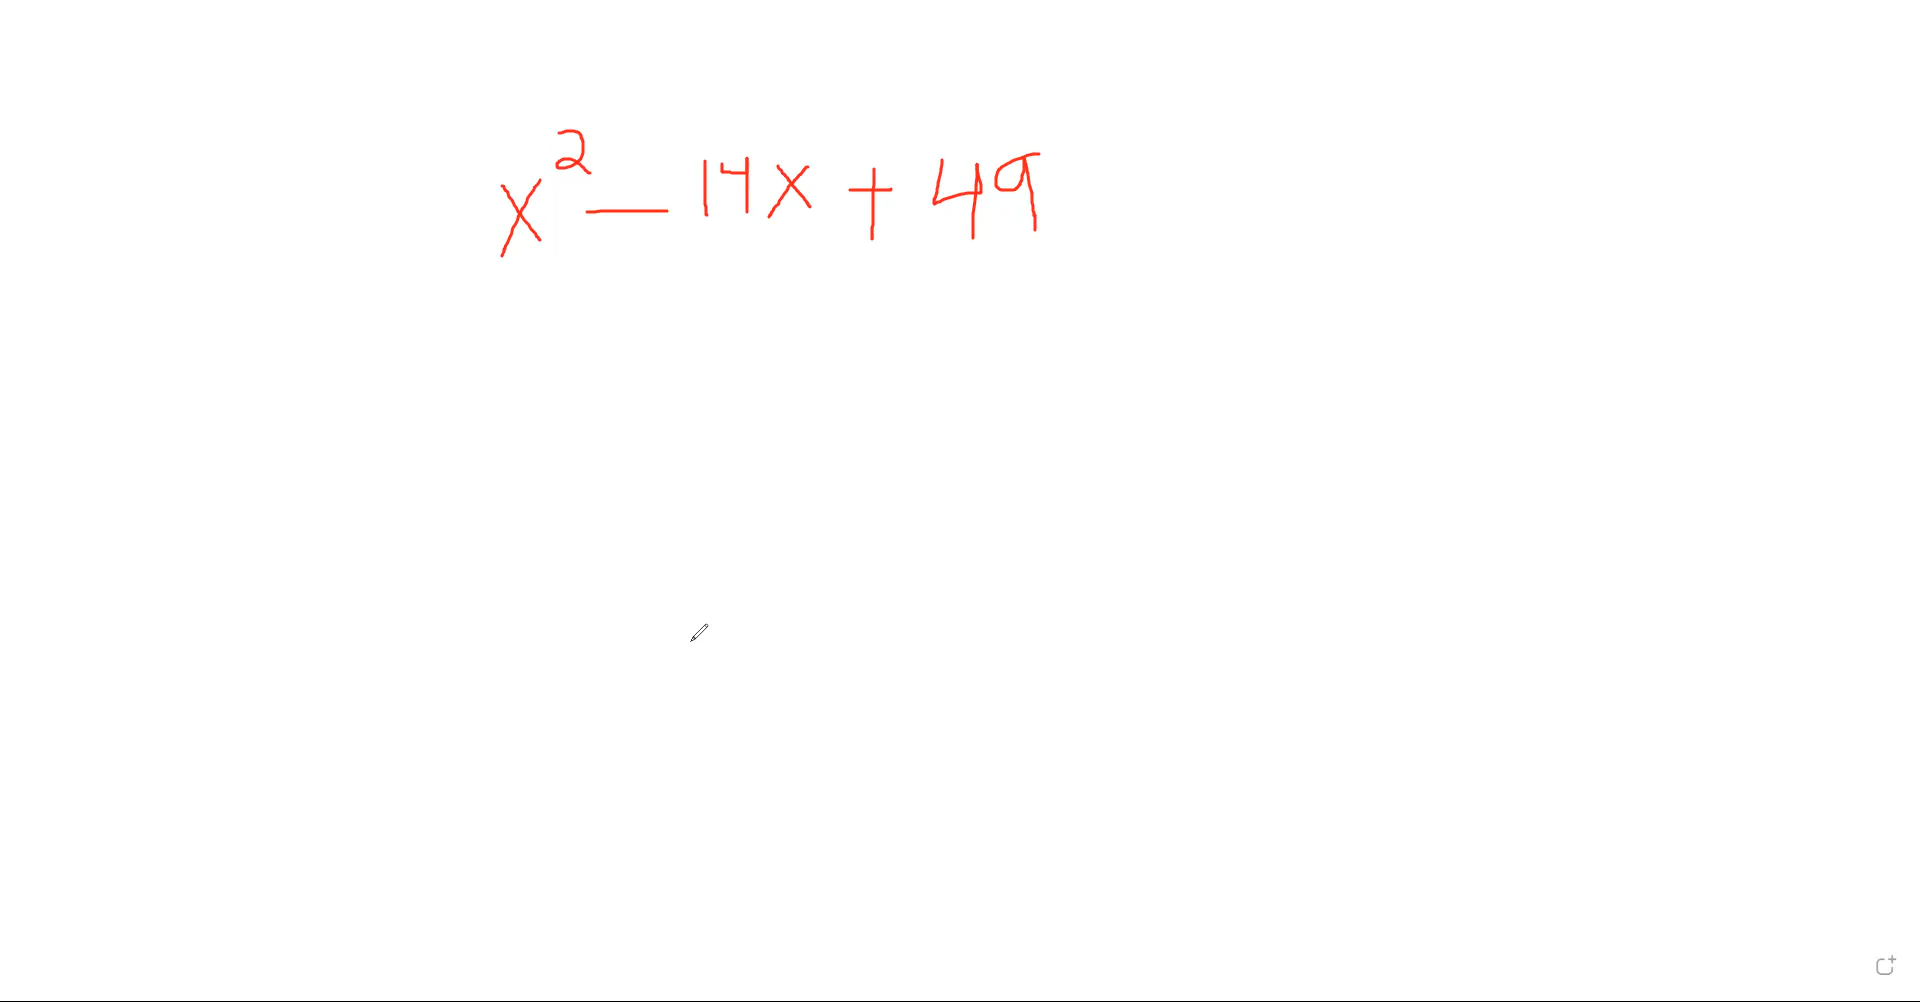 x² - 14x + 49